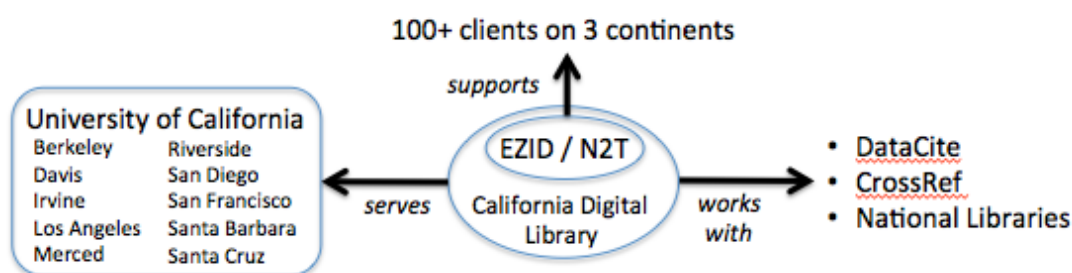 100+ clients on 3 continents
supports
University of California
Berkeley Riverside
Davis San Diego
Irvine San Francisco
Los Angeles Santa Barbara
Merced Santa Cruz
serves
EZID / N2T
California Digital
Library
works
with
• DataCite
• CrossRef
• National Libraries